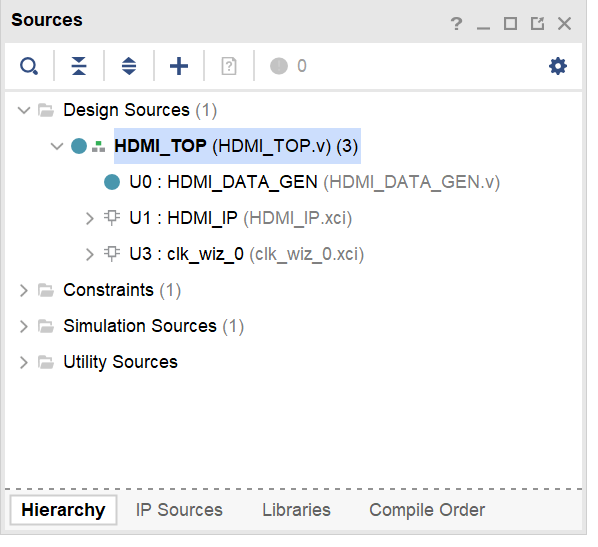 Sources
? _
0
Design Sources (1)
HDMI_TOP (HDMI_TOP.v) (3)
U0 : HDMI_DATA_GEN (HDMI_DATA_GEN.v)
U1 : HDMI_IP (HDMI_IP.xci)
U3 : clk_wiz_0 (clk_wiz_0.xci)
Constraints (1)
Simulation Sources (1)
Utility Sources
Hierarchy IP Sources Libraries Compile Order